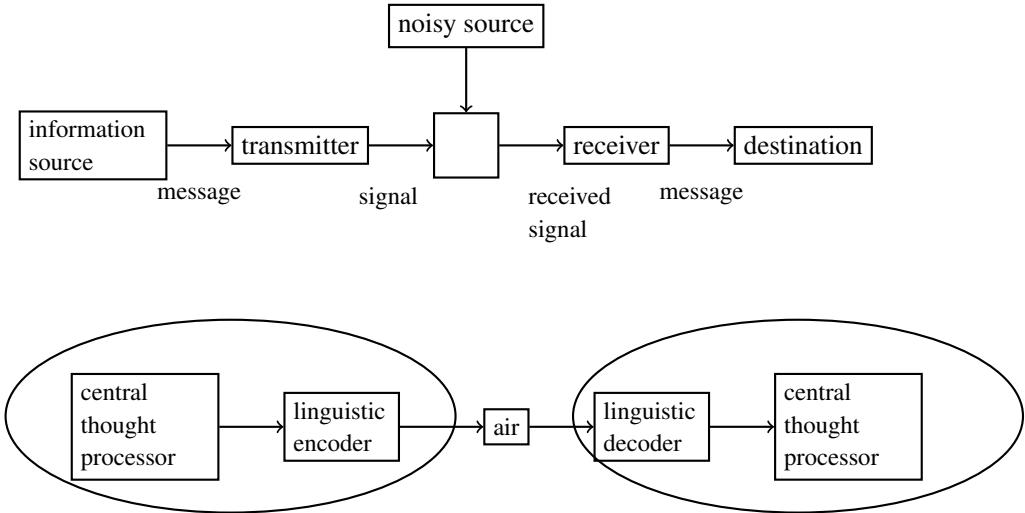 noisy source
information
source
transmitter
receiver
destination
message
signal
received
signal
message
central
thought
processor
linguistic
encoder
air
linguistic
decoder
central
thought
processor